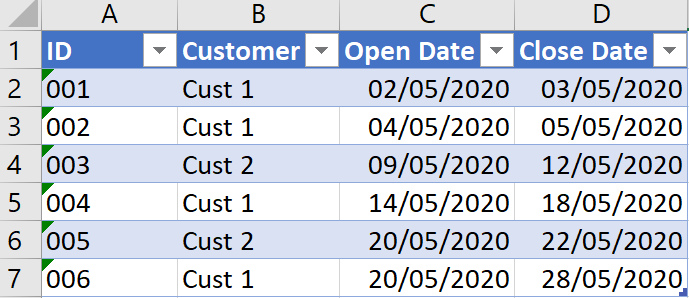 A B C D
1 ID Customer Open Date Close Date
2 001 Cust 1 02/05/2020 03/05/2020
3 002 Cust 1 04/05/2020 05/05/2020
4 003 Cust 2 09/05/2020 12/05/2020
5 004 Cust 1 14/05/2020 18/05/2020
6 005 Cust 2 20/05/2020 22/05/2020
7 006 Cust 1 20/05/2020 28/05/2020